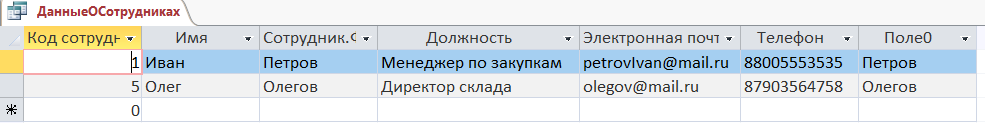 ДанныеОСотрудниках
Код сотрудн Имя Сотрудник.Ф Должность Электронная почт Телефон Поле0
1 Иван Петров Менеджер по закупкам petrovIvan@mail.ru 88005553535 Петров
5 Олег Олегов Директор склада olegov@mail.ru 87903564758 Олегов
0